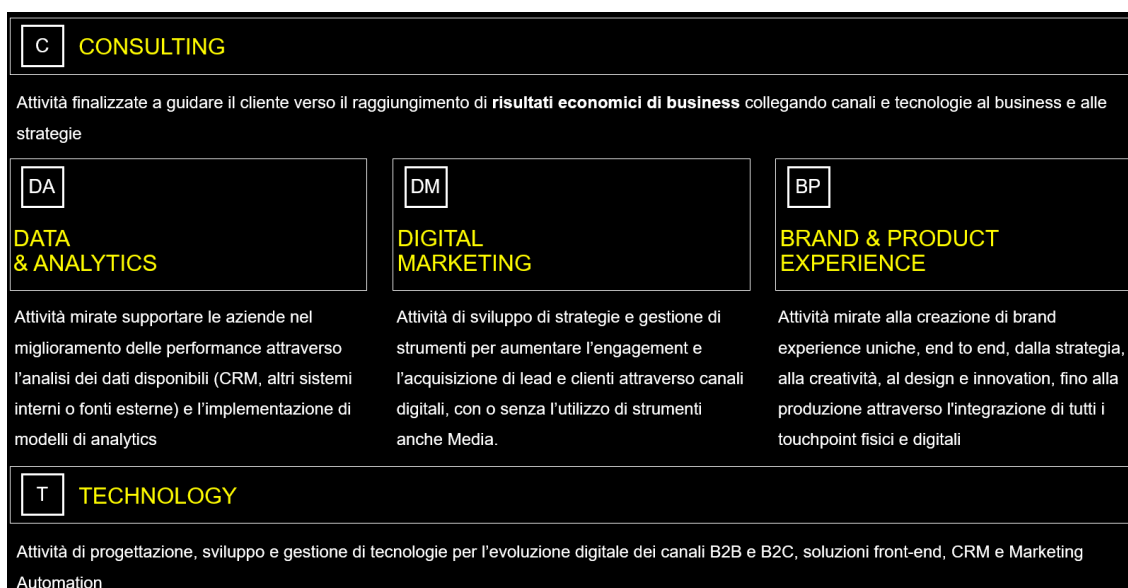 C
CONSULTING
Attività finalizzate a guidare il cliente verso il raggiungimento di risultati economici di business collegando canali e tecnologie al business e alle
strategie
DA
DATA
& ANALYTICS
Attività mirate supportare le aziende nel
miglioramento delle performance attraverso
l’analisi dei dati disponibili (CRM, altri sistemi
interni o fonti esterne) e l’implementazione di
modelli di analytics
DM
DIGITAL
MARKETING
Attività di sviluppo di strategie e gestione di
strumenti per aumentare l’engagement e
l’acquisizione di lead e clienti attraverso canali
digitali, con o senza l’utilizzo di strumenti
anche Media.
BP
BRAND & PRODUCT
EXPERIENCE
Attività mirate alla creazione di brand
experience uniche, end to end, dalla strategia,
alla creatività, al design e innovation, fino alla
produzione attraverso l'integrazione di tutti i
touchpoint fisici e digitali
T
TECHNOLOGY
Attività di progettazione, sviluppo e gestione di tecnologie per l’evoluzione digitale dei canali B2B e B2C, soluzioni front-end, CRM e Marketing
Automation